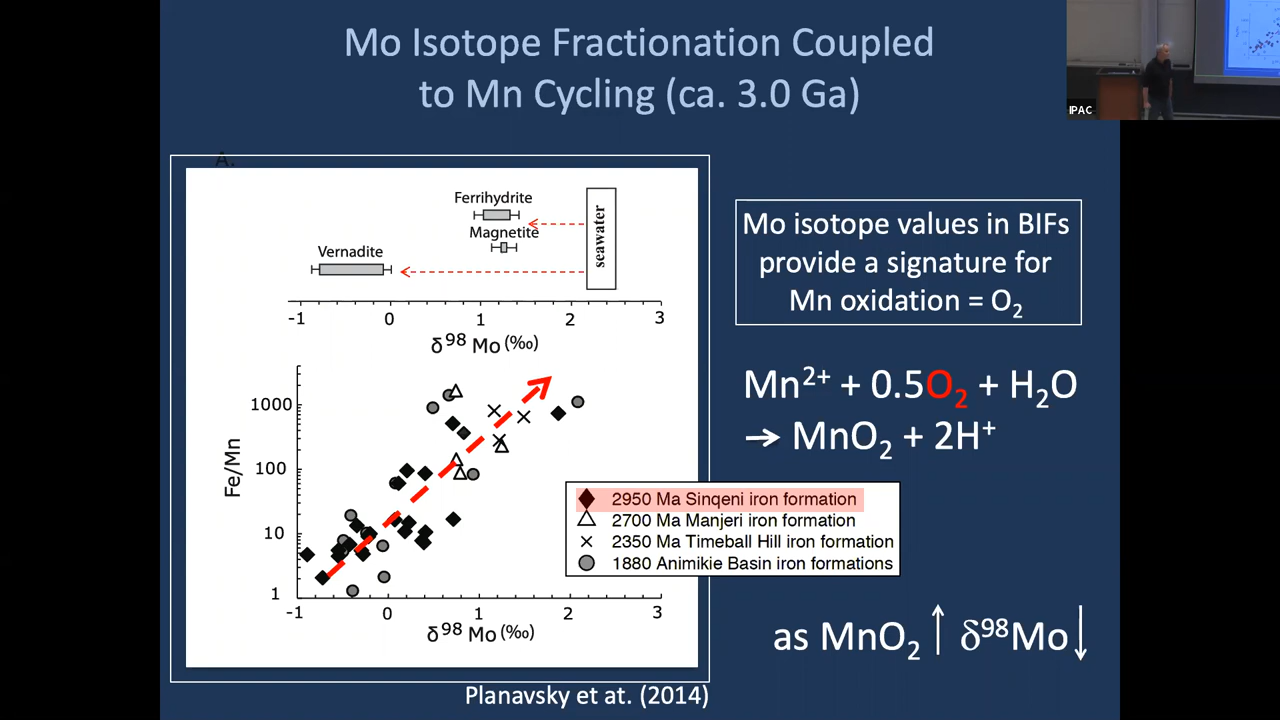 Mo Isotope Fractionation Coupled
to Mn Cycling (ca. 3.0 Ga)
IPAC
A.
Ferrihydrite
Magnetite
Vernadite
seawater
-1 0 1 2 3
δ98 Mo (‰)
1000
100
10
1
Fe/Mn
-1 0 1 2 3
δ98 Mo (‰)
2950 Ma Sinqeni iron formation
2700 Ma Manjeri iron formation
2350 Ma Timeball Hill iron formation
1880 Animikie Basin iron formations
Planavsky et at. (2014)
Mo isotope values in BIFs
provide a signature for
Mn oxidation = O2
Mn2+ + 0.5O2 + H2O
→ MnO2 + 2H+
as MnO2 ↑ δ98Mo ↓